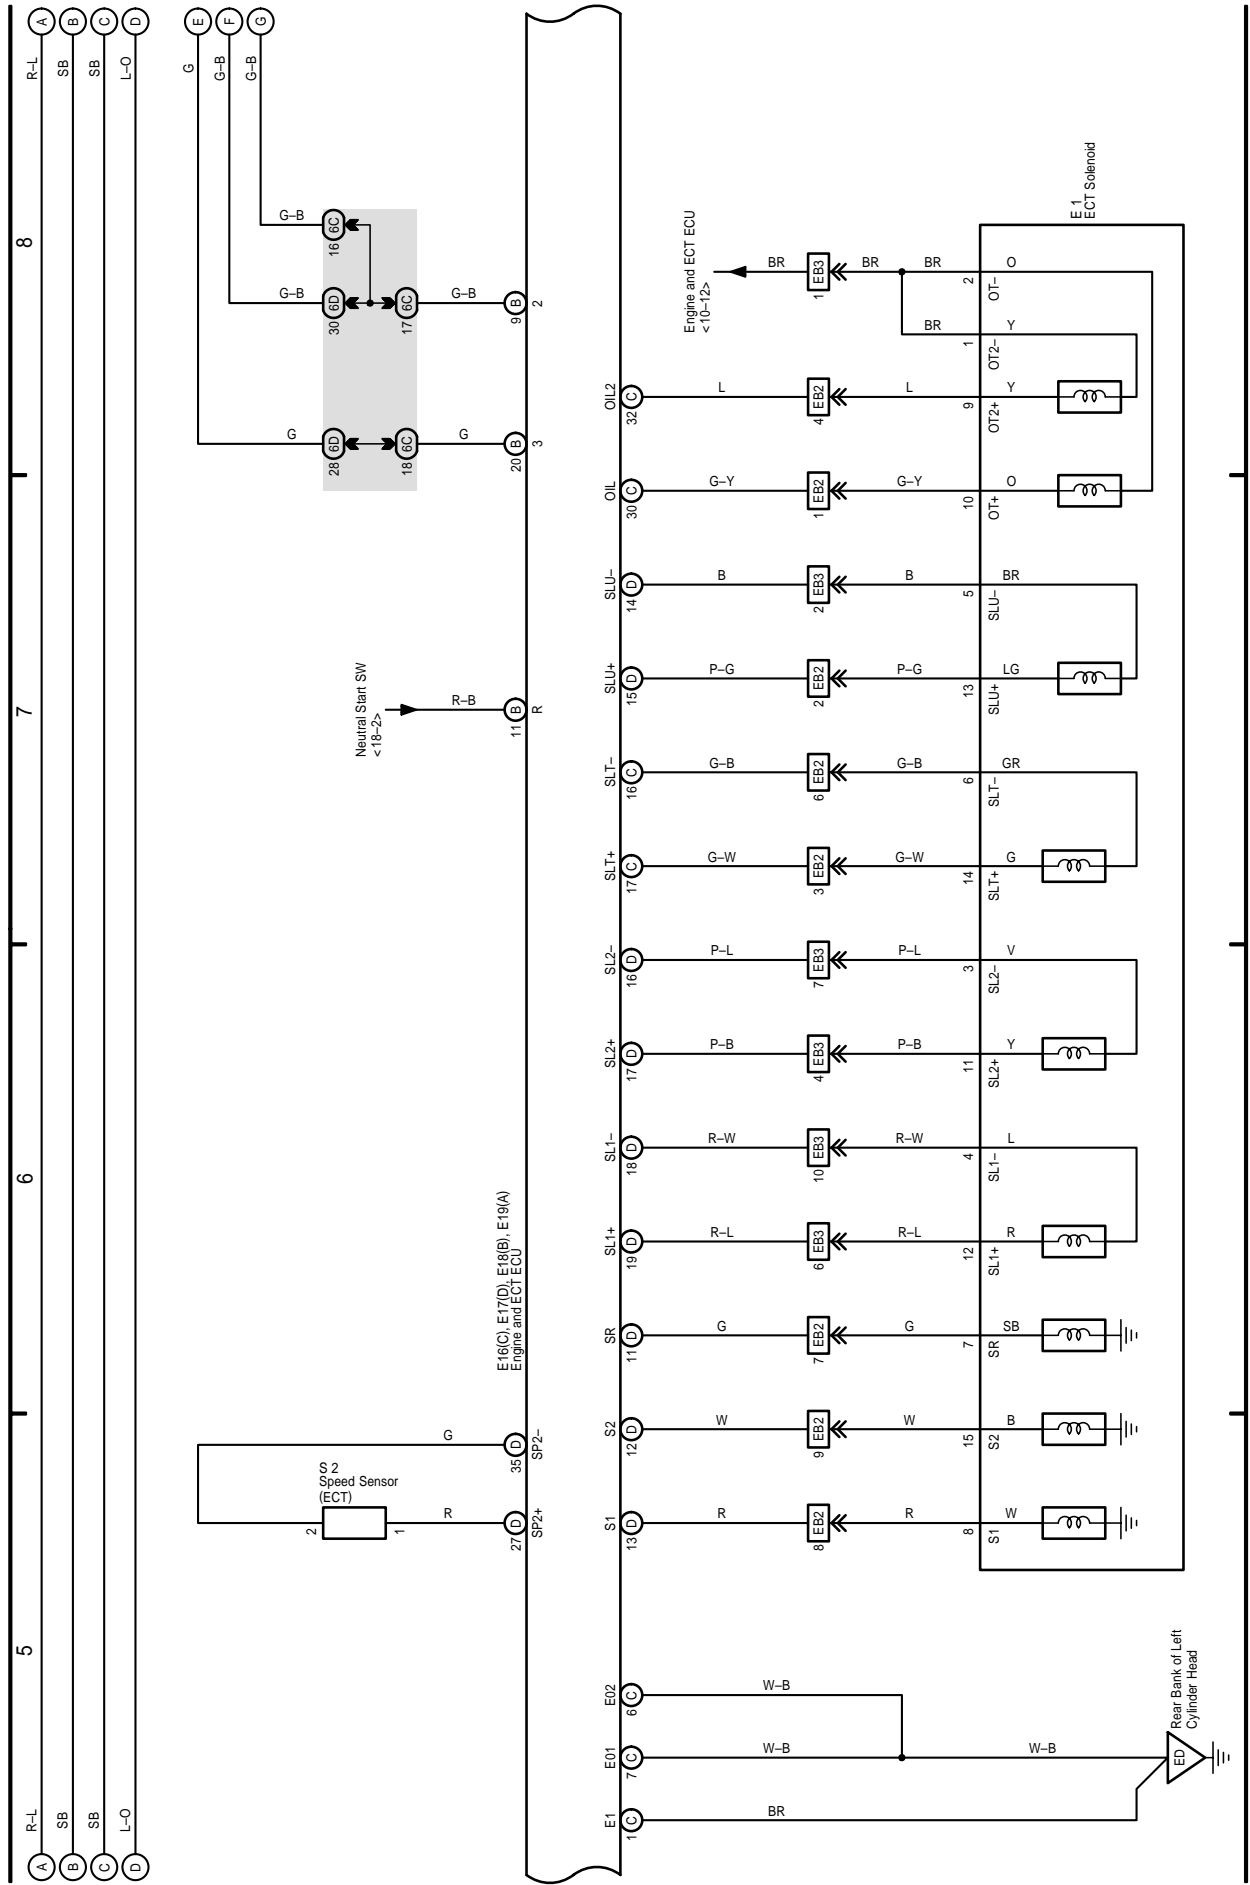 5
6
7
8
A
R–L
R–L
A
B
SB
SB
B
C
SB
SB
C
D
L–O
L–O
D
E
G
F
G–B
G
G–B
G–B
16
6C
G–B
30
6D
17
6C
G–B
9
B
2
G
28
6D
18
6C
G
20
B
3
Neutral Start SW
<18–2>
R–B
11
B
R
S 2
Speed Sensor
(ECT)
2
1
G
35
D
SP2–
R
27
D
SP2+
E16(C), E17(D), E18(B), E19(A)
Engine and ECT ECU
E1
1
C
BR
E01
7
C
W–B
W–B
E02
6
C
W–B
ED
Rear Bank of Left
Cylinder Head
S1
13
D
R
8
EB2
R
8
S1
W
S2
12
D
W
9
EB2
W
15
S2
B
SR
11
D
G
7
EB2
G
7
SR
SB
SL1+
19
D
R–L
6
EB3
R–L
12
SL1+
R
SL1–
18
D
R–W
10
EB3
R–W
4
SL1–
L
SL2+
17
D
P–B
4
EB3
P–B
11
SL2+
Y
SL2–
16
D
P–L
7
EB3
P–L
3
SL2–
V
SLT+
17
C
G–W
3
EB2
G–W
14
SLT+
G
SLT–
16
C
G–B
6
EB2
G–B
6
SLT–
GR
SLU+
15
D
P–G
2
EB2
P–G
13
SLU+
LG
SLU–
14
D
B
2
EB3
B
5
SLU–
BR
OIL
30
C
G–Y
1
EB2
G–Y
10
OT+
O
OIL2
32
C
L
4
EB2
L
9
OT2+
Y
BR
1
OT2–
Y
Engine and ECT ECU
<10–12>
BR
1
EB3
BR
BR
2
OT–
O
E 1
ECT Solenoid